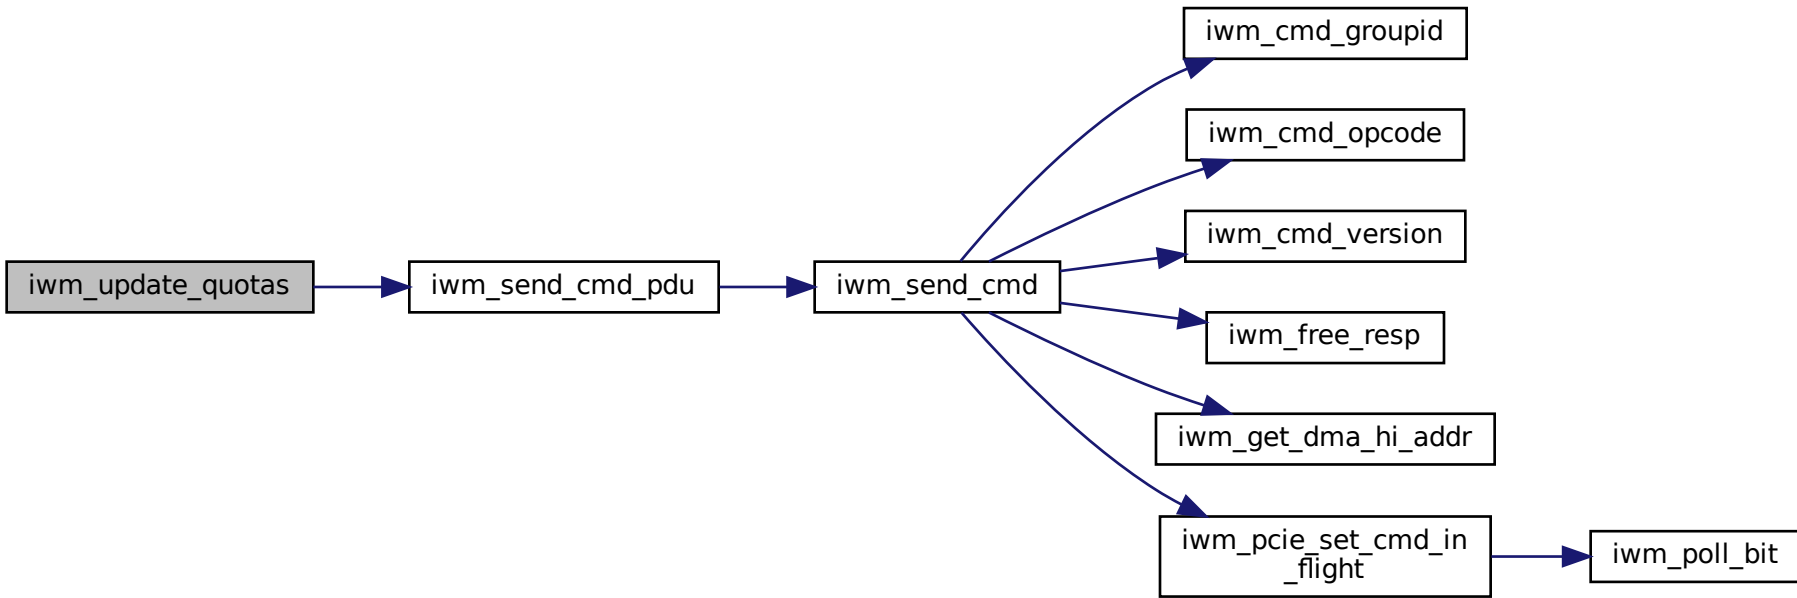 iwm_update_quotas
iwm_send_cmd_pdu
iwm_send_cmd
iwm_cmd_groupid
iwm_cmd_opcode
iwm_cmd_version
iwm_free_resp
iwm_get_dma_hi_addr
iwm_pcie_set_cmd_in
_flight
iwm_poll_bit